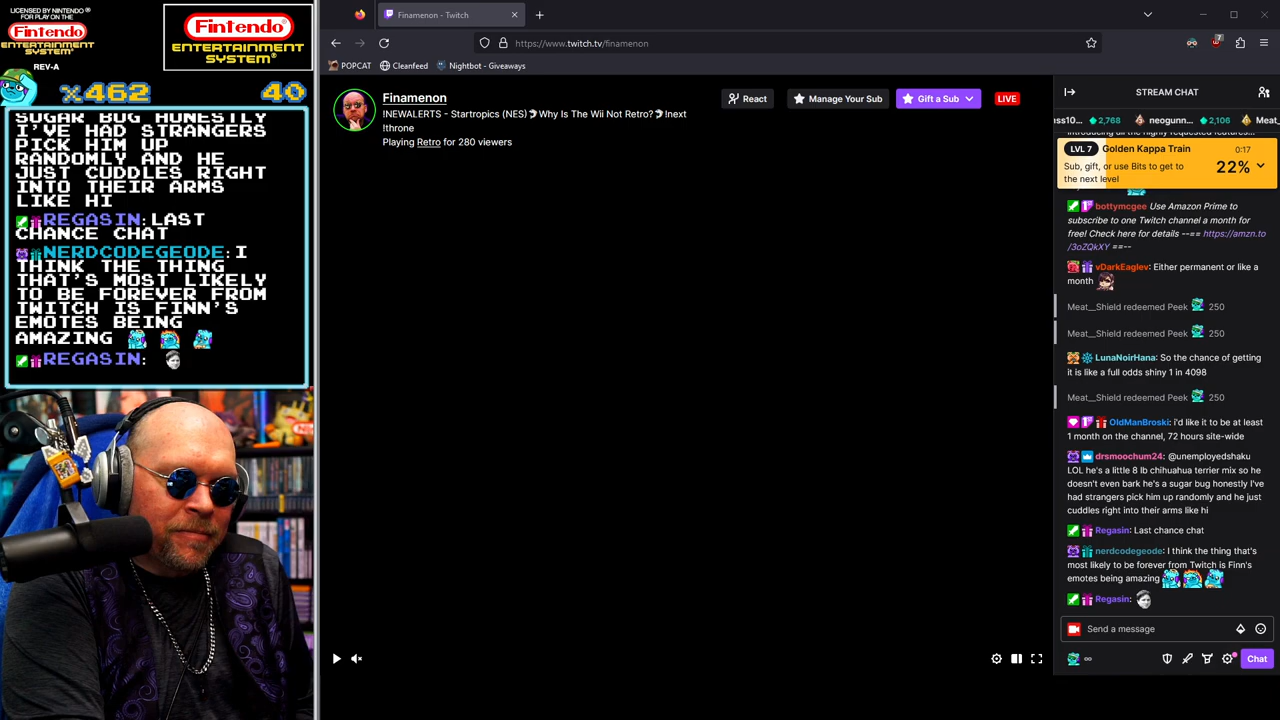 LICENSED BY NINTENDO® FOR PLAY ON THE
Fintendo®
ENTERTAINMENT
SYSTEM®
REV-A
Fintendo®
ENTERTAINMENT
SYSTEM®
x462
40
SUGAR BUG HONESTLY
I'VE HAD STRANGERS
PICK HIM UP
RANDOMLY AND HE
JUST CUDDLES RIGHT
INTO THEIR ARMS
LIKE HI
REGASIN: LAST
CHANCE CHAT
NERDCODEGEODE: I
THINK THE THING
THAT'S MOST LIKELY
TO BE FOREVER FROM
TWITCH IS FINN'S
EMOTES BEING
AMAZING
REGASIN:
Finamenon - Twitch
https://www.twitch.tv/finamenon
7
POPCAT
Cleanfeed
Nightbot - Giveaways
Finamenon
!NEWALERTS - Startropics (NES) Why Is The Wii Not Retro? !next
!throne
Playing Retro for 280 viewers
React
Manage Your Sub
Gift a Sub
LIVE
STREAM CHAT
ass10... 2,768 neogunn... 2,106 Meat_
Introducing all the highly requested features...
LVL 7 Golden Kappa Train 0:17
Sub, gift, or use Bits to get to
the next level
22%
bottymcgee Use Amazon Prime to
subscribe to one Twitch channel a month for
free! Check here for details --== https://amzn.to
/3oZQkXY ==--
vDarkEaglev: Either permanent or like a
month
Meat__Shield redeemed Peek 250
Meat__Shield redeemed Peek 250
LunaNoirHana: So the chance of getting
it is like a full odds shiny 1 in 4098
Meat__Shield redeemed Peek 250
OldManBroski: i'd like it to be at least
1 month on the channel, 72 hours site-wide
drsmoochum24: @unemployedshaku
LOL he's a little 8 lb chihuahua terrier mix so he
doesn't even bark he's a sugar bug honestly I've
had strangers pick him up randomly and he just
cuddles right into their arms like hi
Regasin: Last chance chat
nerdcodegeode: I think the thing that's
most likely to be forever from Twitch is Finn's
emotes being amazing
Regasin:
Send a message
∞
Chat